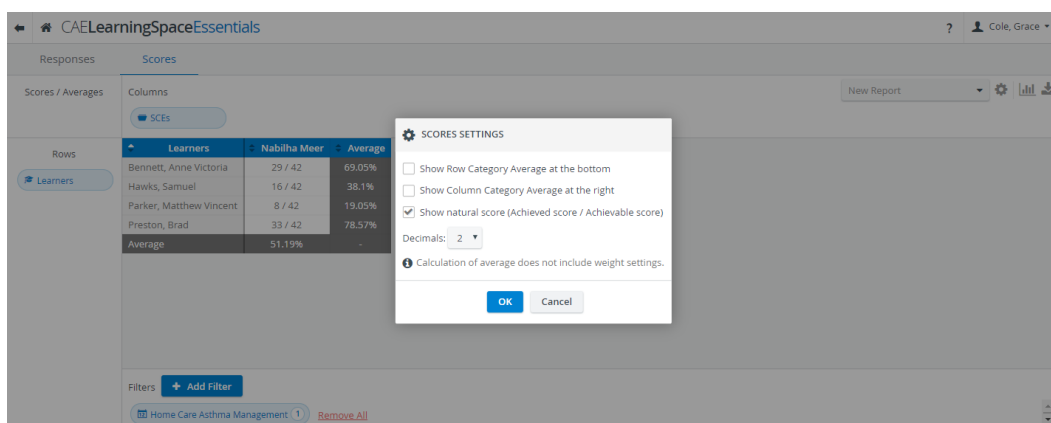 CAELearningSpaceEssentials
? Cole, Grace
Responses Scores
Scores / Averages
Columns
SCEs
New Report
Rows
Learners
Learners Nabilha Meer Average
Bennett, Anne Victoria 29 / 42 69.05%
Hawks, Samuel 16 / 42 38.1%
Parker, Matthew Vincent 8 / 42 19.05%
Preston, Brad 33 / 42 78.57%
Average 51.19% -
SCORES SETTINGS
Show Row Category Average at the bottom
Show Column Category Average at the right
Show natural score (Achieved score / Achievable score)
Decimals: 2
Calculation of average does not include weight settings.
OK Cancel
Filters + Add Filter
Home Care Asthma Management 1 Remove All